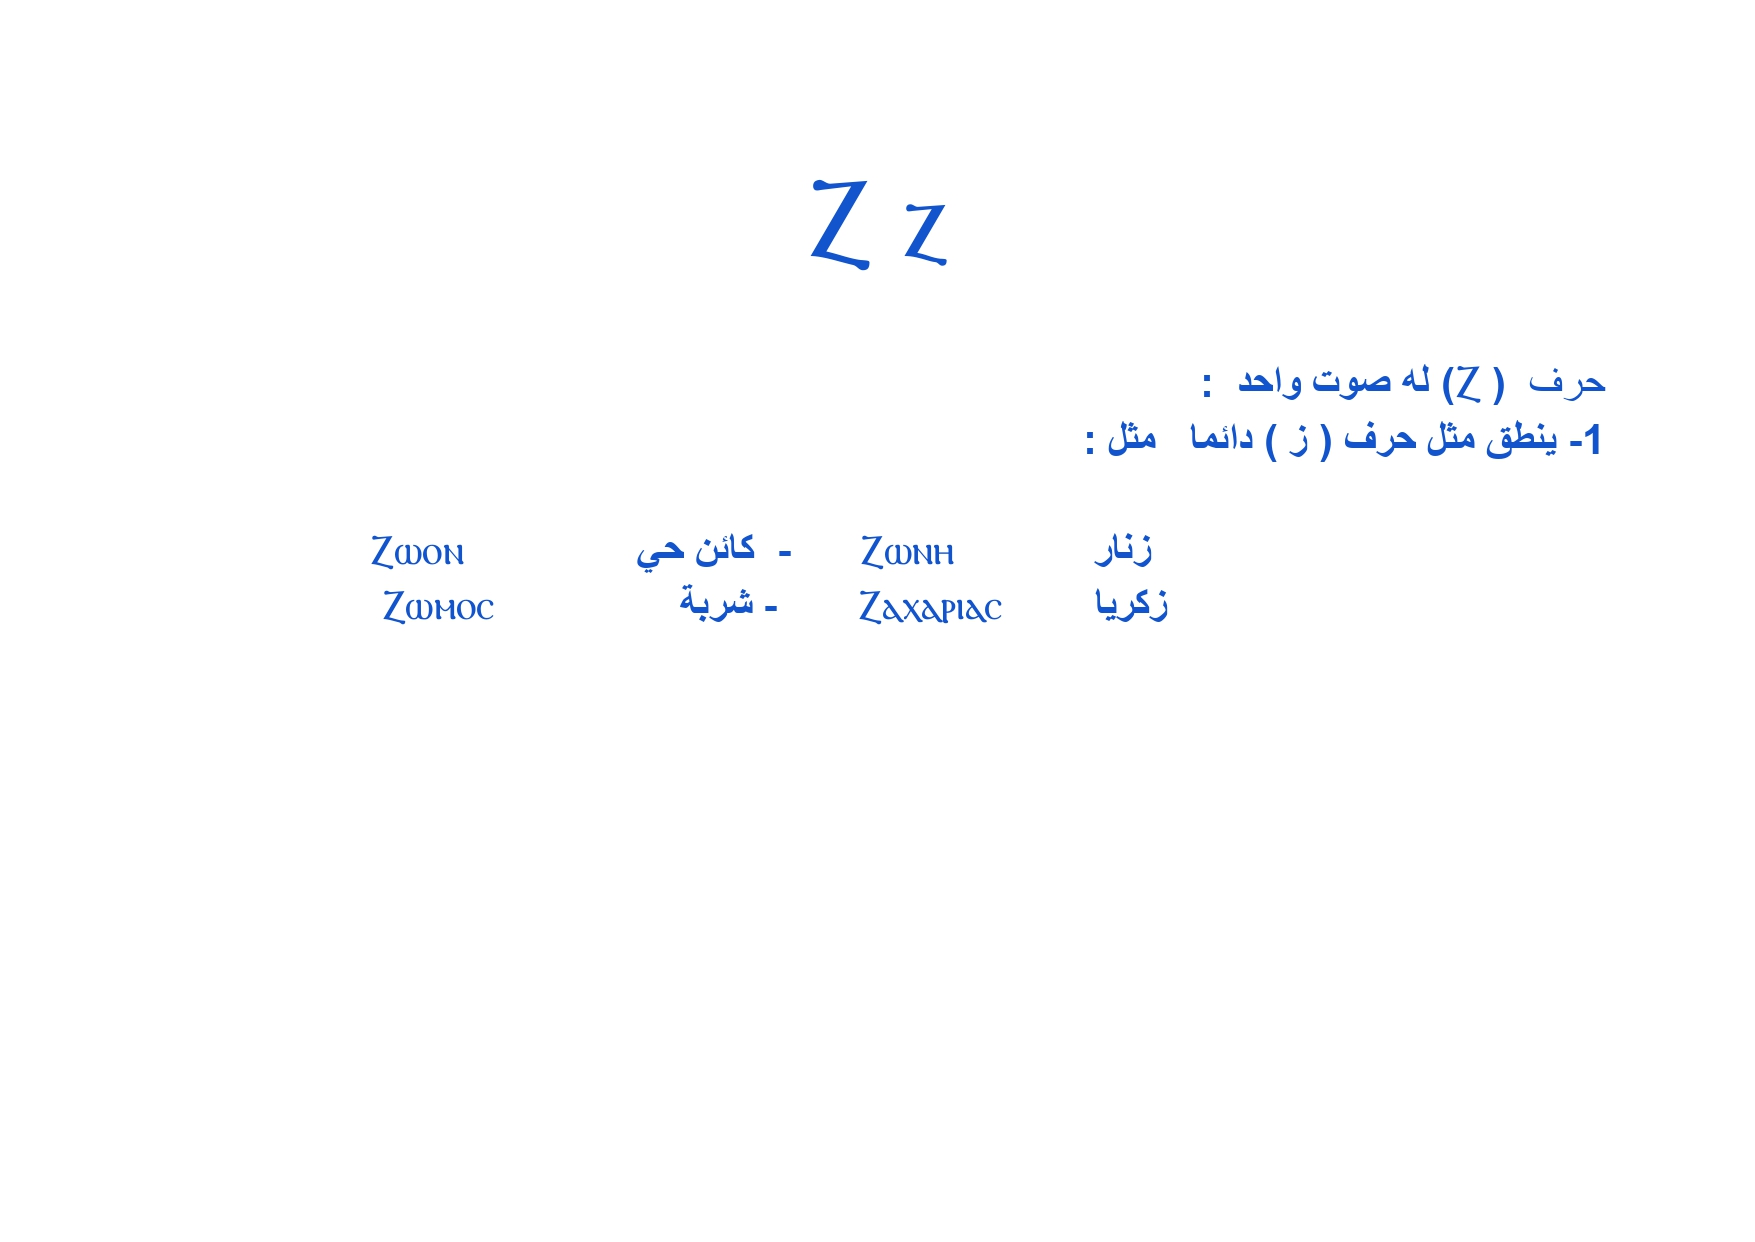 Ⲍ ⲍ
حرف ( Ⲍ) له صوت واحد :
1- ينطق مثل حرف ( ز ) دائما مثل :
زنار Ⲍⲱⲛⲏ - كائن حي Ⲍⲱⲟⲛ
زكريا Ⲍⲁⲭⲁⲣⲓⲁⲥ - شربة Ⲍⲱⲙⲟⲥ